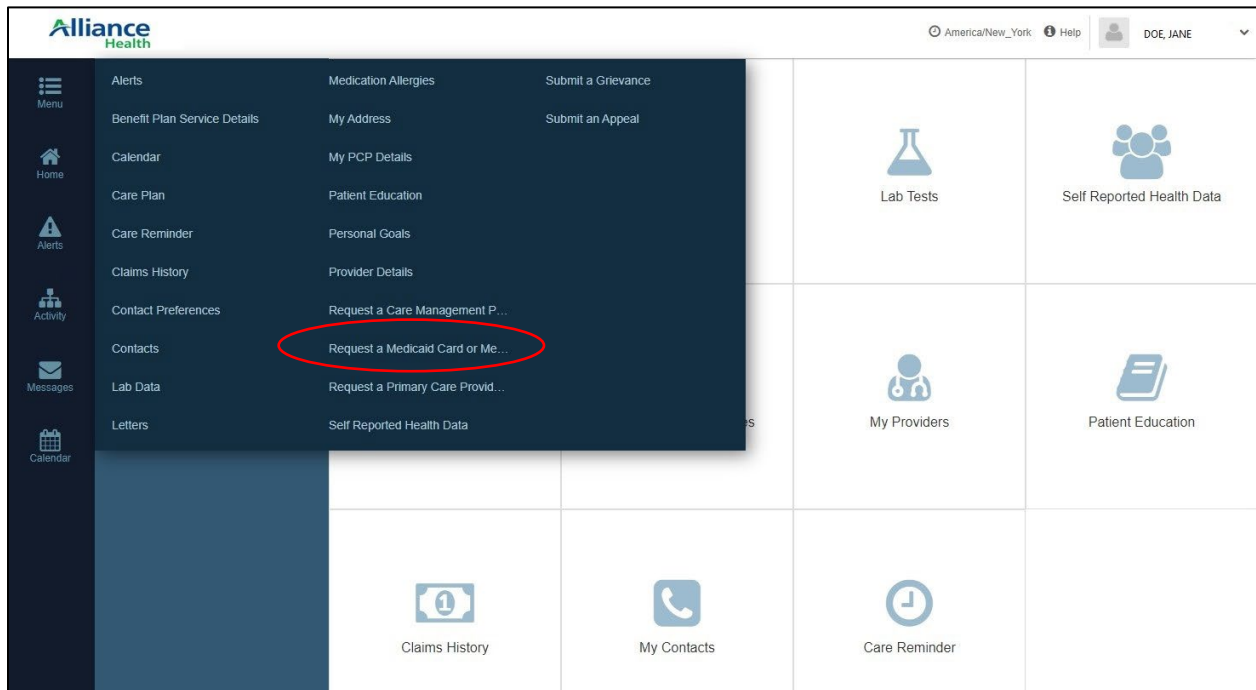 Alliance
Health
America/New_York Help DOE, JANE
Menu
Home
Alerts
Activity
Messages
Calendar
Alerts
Benefit Plan Service Details
Calendar
Care Plan
Care Reminder
Claims History
Contact Preferences
Contacts
Lab Data
Letters
Medication Allergies
My Address
My PCP Details
Patient Education
Personal Goals
Provider Details
Request a Care Management P...
Request a Medicaid Card or Me...
Request a Primary Care Provid...
Self Reported Health Data
Submit a Grievance
Submit an Appeal
Lab Tests
Self Reported Health Data
My Providers
Patient Education
1
Claims History
My Contacts
Care Reminder